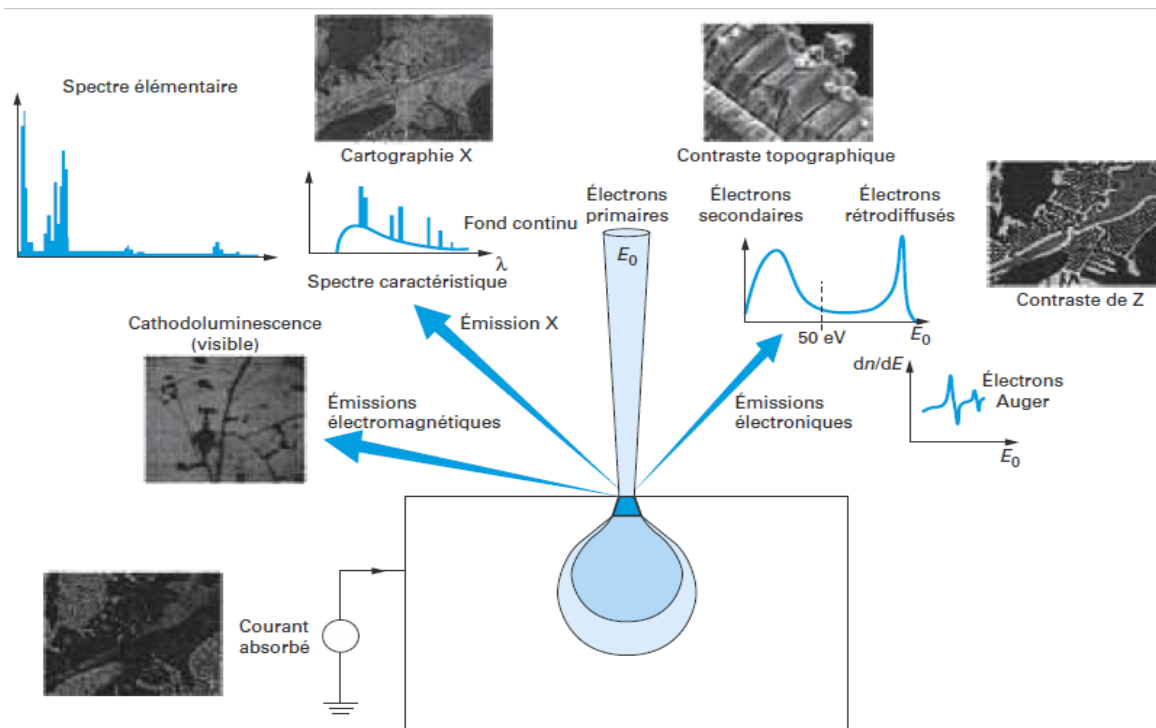 Spectre élémentaire
Cartographie X
Fond continu
λ
Spectre caractéristique
Électrons
primaires
E0
Contraste topographique
Électrons
secondaires
Électrons
rétrodiffusés
50 eV
E0
Contraste de Z
dn/dE
Électrons
Auger
E0
Cathodoluminescence
(visible)
Émission X
Émissions
électromagnétiques
Émissions
électroniques
Courant
absorbé